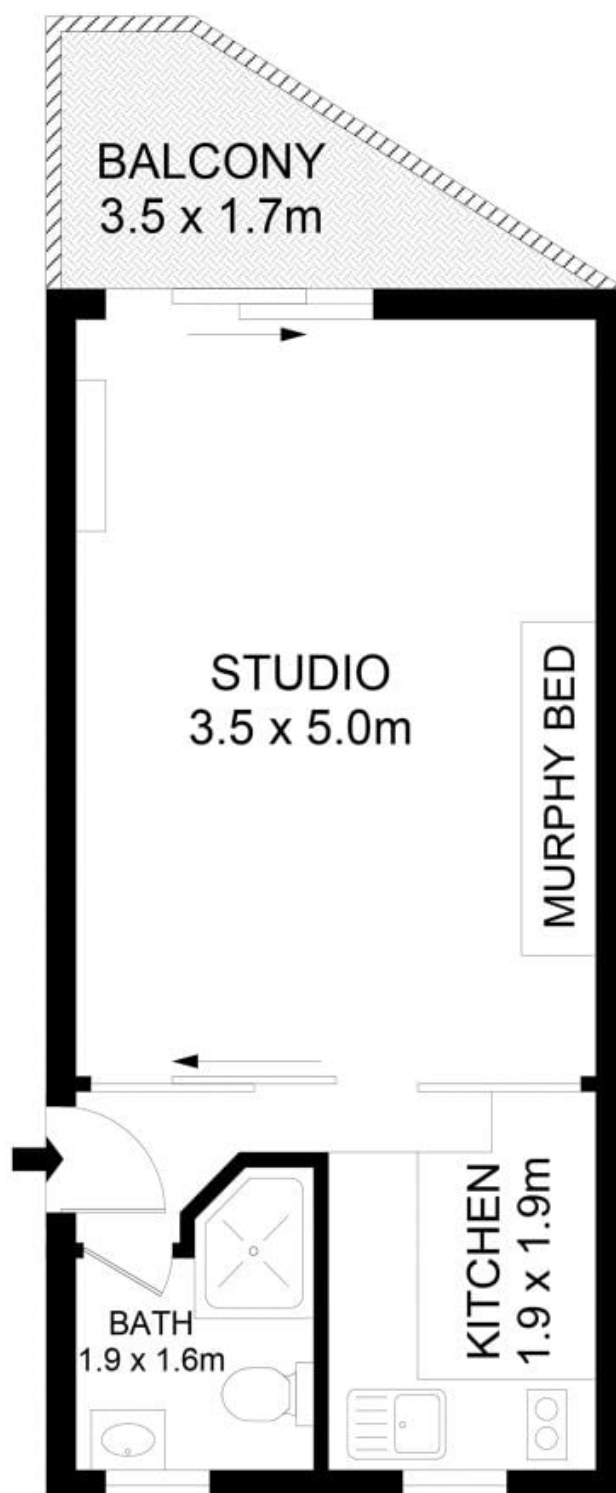 BALCONY
3.5 x 1.7m
STUDIO
3.5 x 5.0m
MURPHY BED
KITCHEN
1.9 x 1.9m
BATH
1.9 x 1.6m